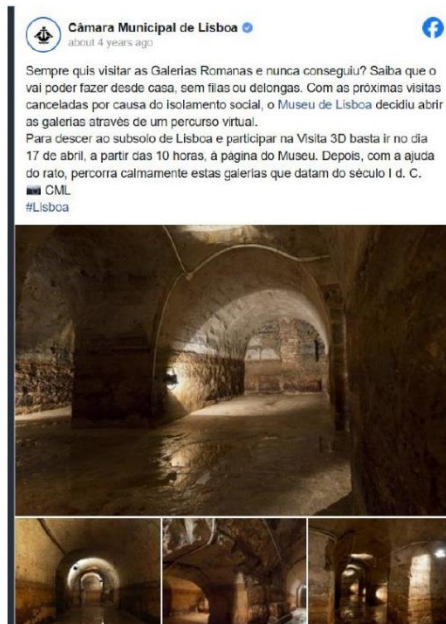 Câmara Municipal de Lisboa
about 4 years ago
Sempre quis visitar as Galerias Romanas e nunca conseguiu? Saiba que o
vai poder fazer desde casa, sem filas ou delongas. Com as próximas visitas
canceladas por causa do isolamento social, o Museu de Lisboa decidiu abrir
as galerias através de um percurso virtual.
Para descer ao subsolo de Lisboa e participar na Visita 3D basta ir no dia
17 de abril, a partir das 10 horas, à página do Museu. Depois, com a ajuda
do rato, percorra calmamente estas galerias que datam do século I d. C.
📷 CML
#Lisboa